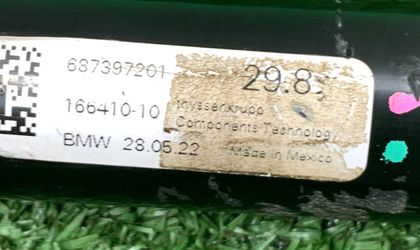 687397201 29.8
166410-10 thyssenkrupp
Components Technology
BMW 28.05.22 Made in Mexico